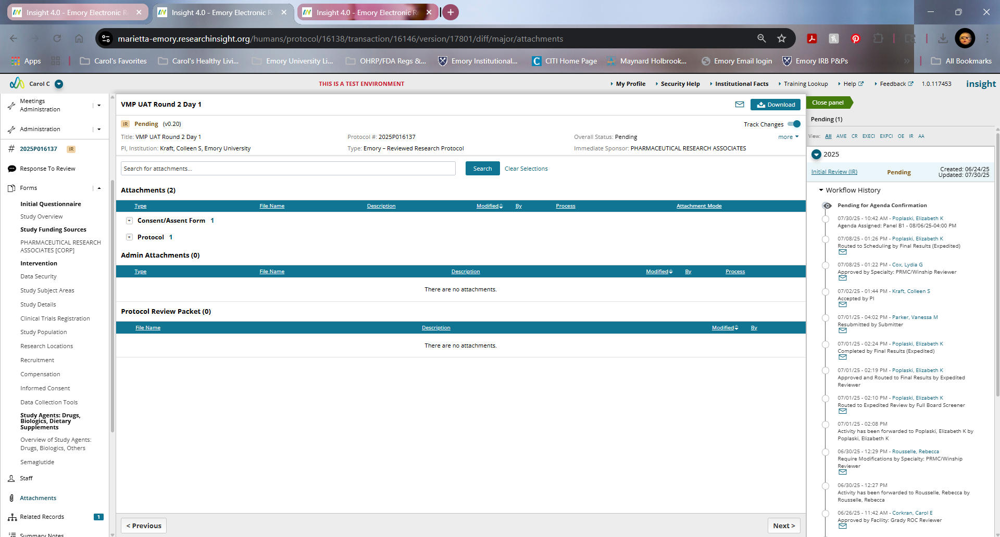 Insight 4.0 - Emory Electronic R
Insight 4.0 - Emory Electronic R
Insight 4.0 - Emory Electronic R
marietta-emory.researchinsight.org/humans/protocol/16138/transaction/16146/version/17801/diff/major/attachments
Apps
Carol's Favorites
Carol's Healthy Livi...
Emory University Li...
OHRP/FDA Regs &...
Emory Institutional...
CITI Home Page
Maynard Holbrook...
Emory Email login
Emory IRB P&Ps
»
All Bookmarks
Carol C
THIS IS A TEST ENVIRONMENT
My Profile
Security Help
Institutional Facts
Training Lookup
Help
Feedback
1.0.117453
insight
Meetings
Administration
Administration
# 2025P016137 IR
Response To Review
Forms
Initial Questionnaire
Study Overview
Study Funding Sources
PHARMACEUTICAL RESEARCH
ASSOCIATES [CORP]
Intervention
Data Security
Study Subject Areas
Study Details
Clinical Trials Registration
Study Population
Research Locations
Recruitment
Compensation
Informed Consent
Data Collection Tools
Study Agents: Drugs,
Biologics, Dietary
Supplements
Overview of Study Agents:
Drugs, Biologics, Others
Semaglutide
Staff
Attachments
Related Records 1
Summary Notes
VMP UAT Round 2 Day 1
Download
IR Pending (v0.20)
Track Changes
Title: VMP UAT Round 2 Day 1
Protocol #: 2025P016137
Overall Status: Pending
more
PI, Institution: Kraft, Colleen S, Emory University
Type: Emory – Reviewed Research Protocol
Immediate Sponsor: PHARMACEUTICAL RESEARCH ASSOCIATES
Search for attachments...
Search
Clear Selections
Attachments (2)
Type File Name Description Modified By Process Attachment Mode
+ Consent/Assent Form 1
+ Protocol 1
Admin Attachments (0)
Type File Name Description Modified By Process
There are no attachments.
Protocol Review Packet (0)
File Name Description Modified By
There are no attachments.
< Previous
Next >
Close panel
Pending (1)
View: All AME CR EXECI EXPCI OE IR AA
2025
Initial Review (IR)
Pending
Created: 06/24/25
Updated: 07/30/25
Workflow History
Pending for Agenda Confirmation
07/30/25 - 10:42 AM - Poplaski, Elizabeth K
Agenda Assigned: Panel B1 - 08/06/25-04:00 PM
07/08/25 - 01:26 PM - Poplaski, Elizabeth K
Routed to Scheduling by Final Results (Expedited)
07/08/25 - 01:22 PM - Cox, Lydia G
Approved by Specialty: PRMC/Winship Reviewer
07/02/25 - 01:44 PM - Kraft, Colleen S
Accepted by PI
07/01/25 - 04:02 PM - Parker, Vanessa M
Resubmitted by Submitter
07/01/25 - 02:24 PM - Poplaski, Elizabeth K
Completed by Final Results (Expedited)
07/01/25 - 02:19 PM - Poplaski, Elizabeth K
Approved and Routed to Final Results by Expedited
Reviewer
07/01/25 - 02:10 PM - Poplaski, Elizabeth K
Routed to Expedited Review by Full Board Screener
07/01/25 - 02:08 PM
Activity has been forwarded to Poplaski, Elizabeth K by
Poplaski, Elizabeth K
06/30/25 - 12:29 PM - Rousselle, Rebecca
Require Modifications by Specialty: PRMC/Winship
Reviewer
06/30/25 - 12:27 PM
Activity has been forwarded to Rousselle, Rebecca by
Rousselle, Rebecca
06/26/25 - 11:42 AM - Corkran, Carol E
Approved by Facility: Grady ROC Reviewer